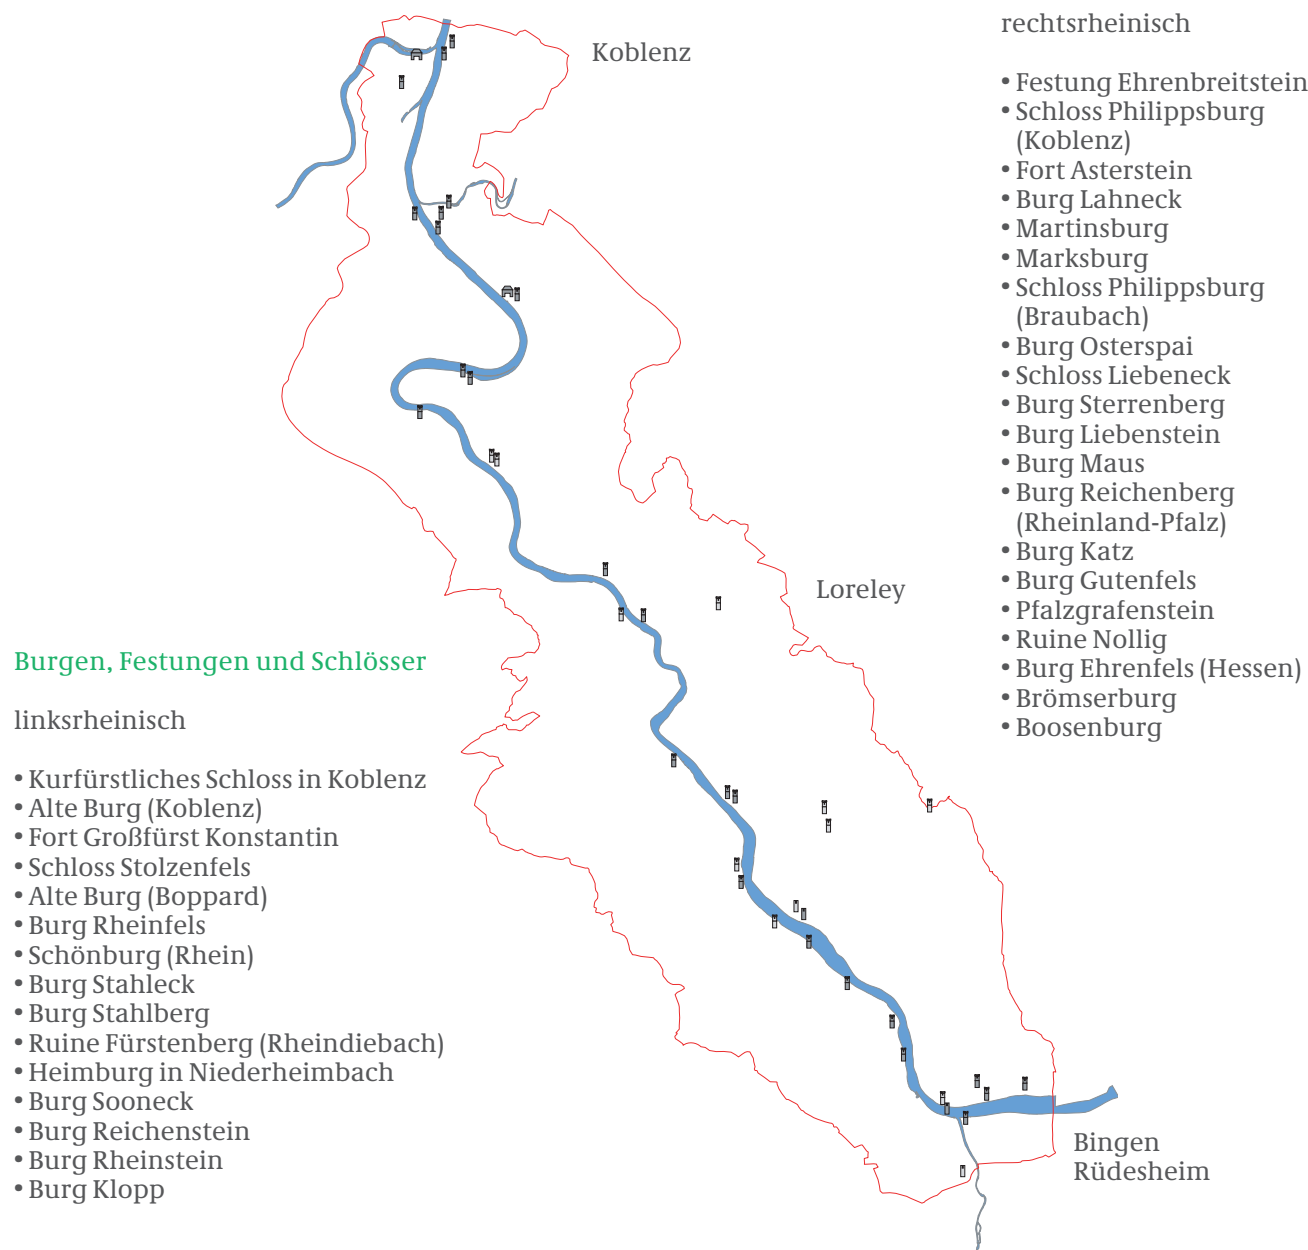 Koblenz
Loreley
Bingen
Rüdesheim
Burgen, Festungen und Schlösser
linksrheinisch
• Kurfürstliches Schloss in Koblenz
• Alte Burg (Koblenz)
• Fort Großfürst Konstantin
• Schloss Stolzenfels
• Alte Burg (Boppard)
• Burg Rheinfels
• Schönburg (Rhein)
• Burg Stahleck
• Burg Stahlberg
• Ruine Fürstenberg (Rheindiebach)
• Heimburg in Niederheimbach
• Burg Sooneck
• Burg Reichenstein
• Burg Rheinstein
• Burg Klopp
rechtsrheinisch
• Festung Ehrenbreitstein
• Schloss Philippsburg
(Koblenz)
• Fort Asterstein
• Burg Lahneck
• Martinsburg
• Marksburg
• Schloss Philippsburg
(Braubach)
• Burg Osterspai
• Schloss Liebeneck
• Burg Sterrenberg
• Burg Liebenstein
• Burg Maus
• Burg Reichenberg
(Rheinland-Pfalz)
• Burg Katz
• Burg Gutenfels
• Pfalzgrafenstein
• Ruine Nollig
• Burg Ehrenfels (Hessen)
• Brömserburg
• Boosenburg